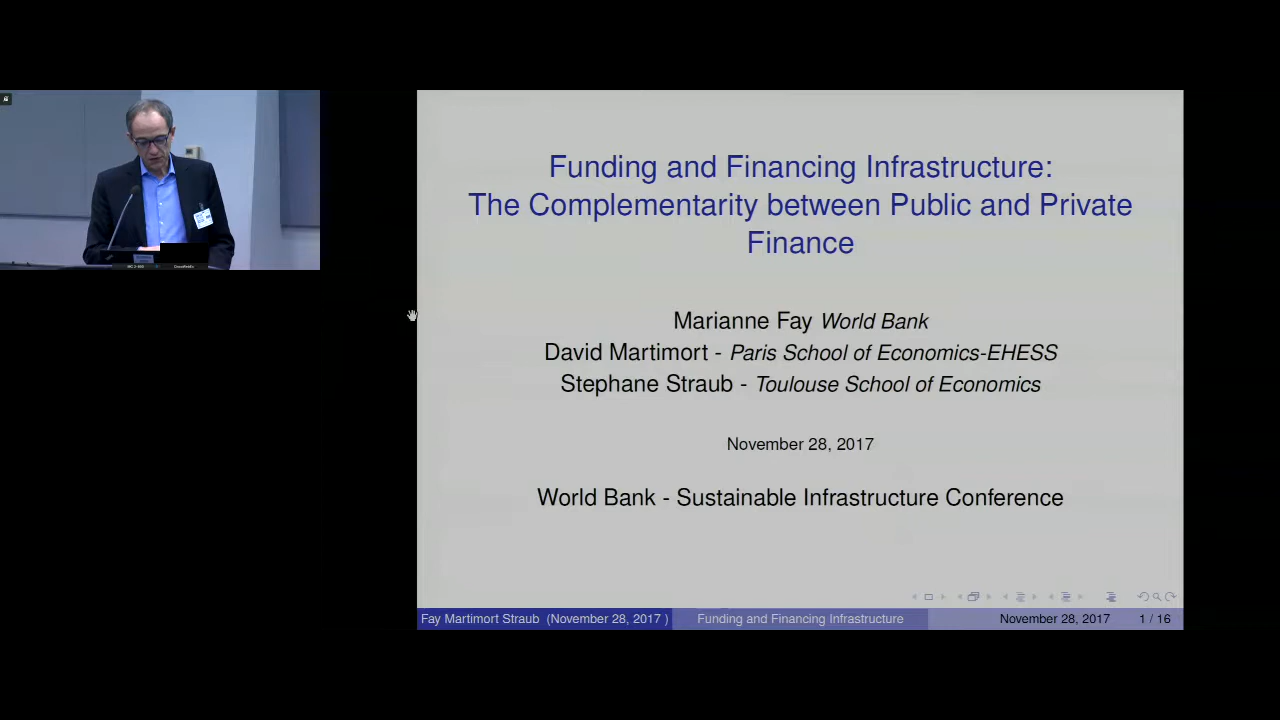 Funding and Financing Infrastructure:
The Complementarity between Public and Private
Finance
Marianne Fay World Bank
David Martimort - Paris School of Economics-EHESS
Stephane Straub - Toulouse School of Economics
November 28, 2017
World Bank - Sustainable Infrastructure Conference
Fay Martimort Straub (November 28, 2017 )
Funding and Financing Infrastructure
November 28, 2017
1 / 16